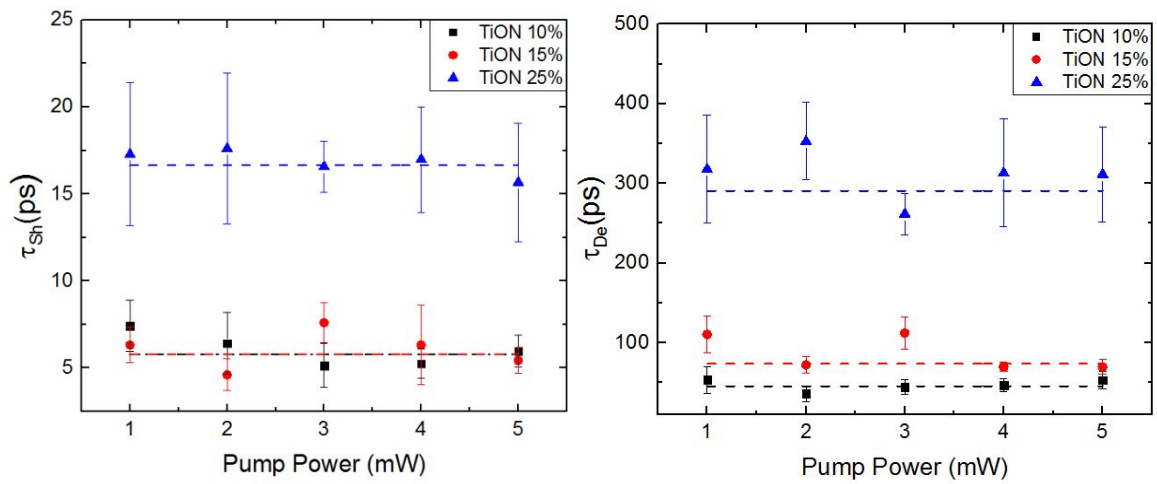 25
20
15
10
5
τSh(ps)
TiON 10%
TiON 15%
TiON 25%
1 2 3 4 5
Pump Power (mW)
500
400
300
200
100
τDe(ps)
TiON 10%
TiON 15%
TiON 25%
1 2 3 4 5
Pump Power (mW)